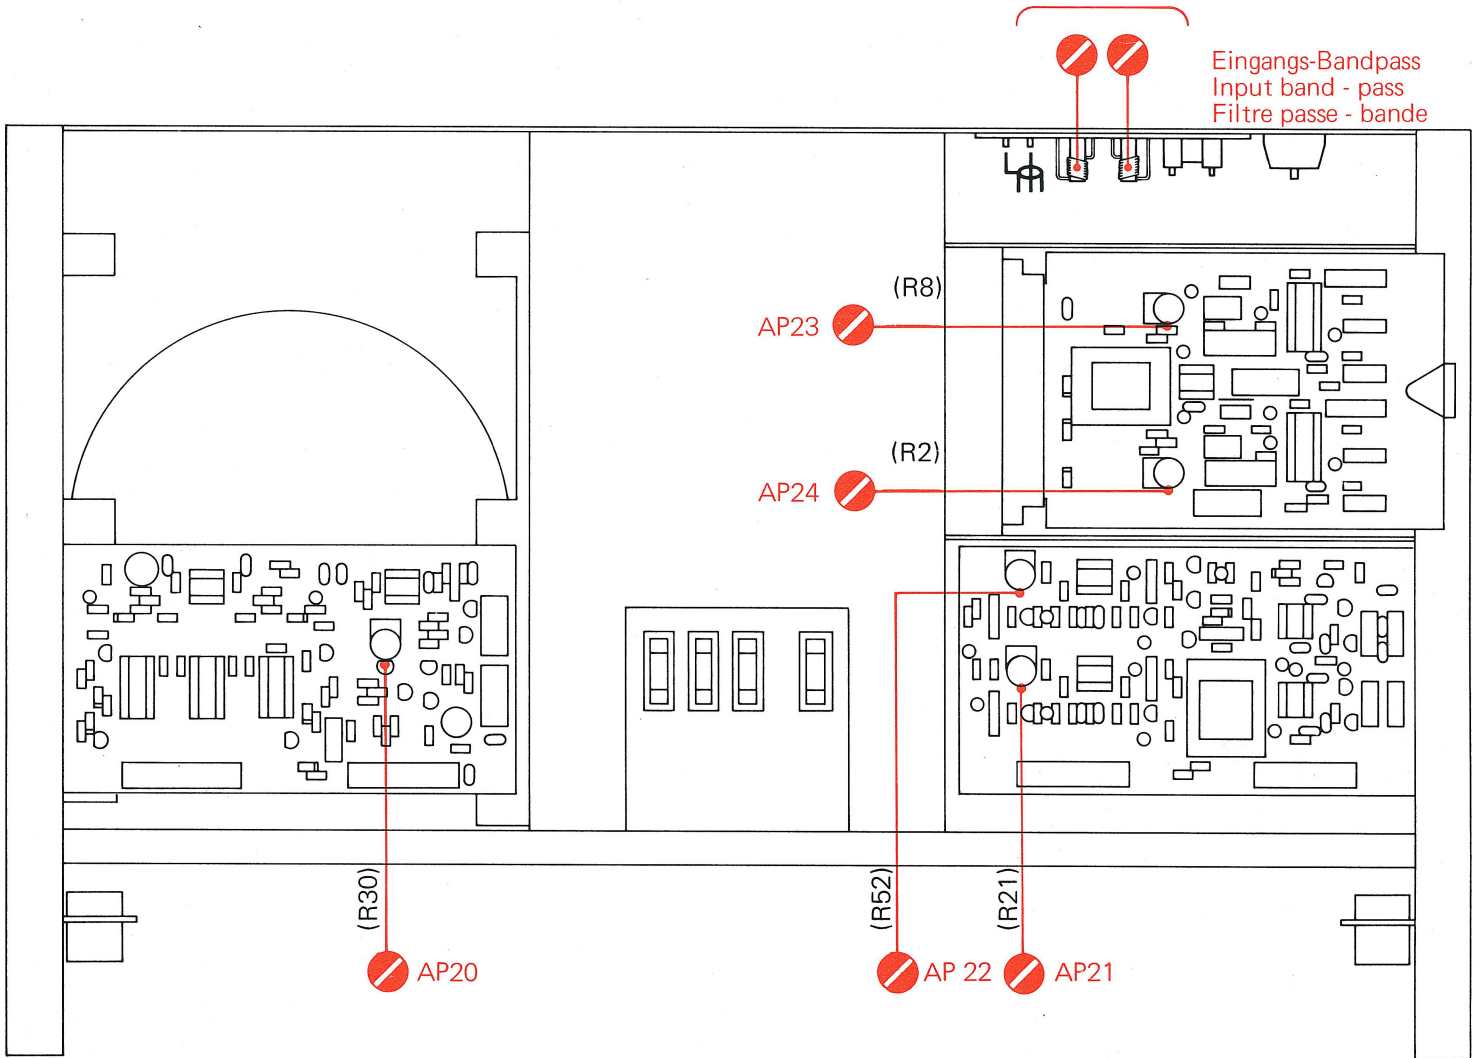 Eingangs-Bandpass
Input band - pass
Filtre passe - bande
(R8)
AP23
(R2)
AP24
(R30)
(R52)
(R21)
AP20
AP 22
AP21